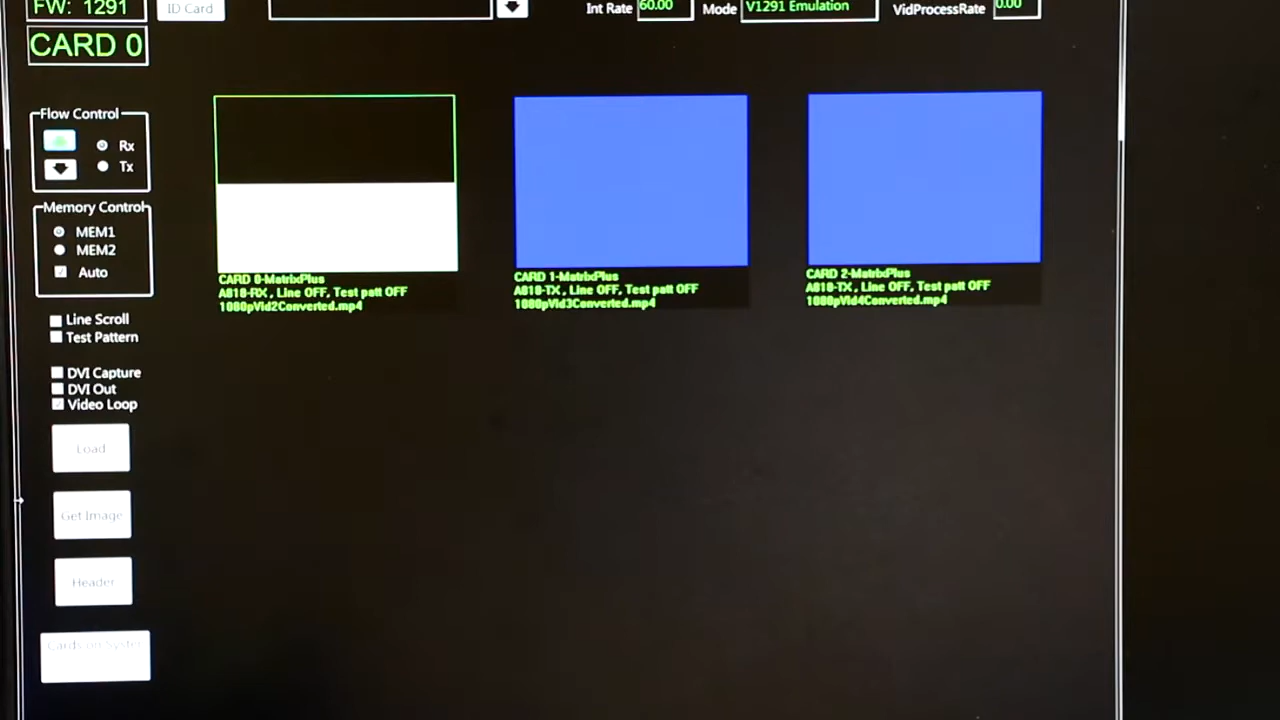 FW: 1291
ID Card
Int Rate
60.00
Mode
V1291 Emulation
VidProcessRate
0.00
CARD 0
Flow Control
Rx
Tx
Memory Control
MEM1
MEM2
Auto
Line Scroll
Test Pattern
DVI Capture
DVI Out
Video Loop
Load
Get Image
Header
Cards on System
CARD 0-MatrixPlus
A818-RX , Line OFF, Test patt OFF
1080pVid2Converted.mp4
CARD 1-MatrixPlus
A818-TX , Line OFF, Test patt OFF
1080pVid3Converted.mp4
CARD 2-MatrixPlus
A818-TX , Line OFF, Test patt OFF
1080pVid4Converted.mp4